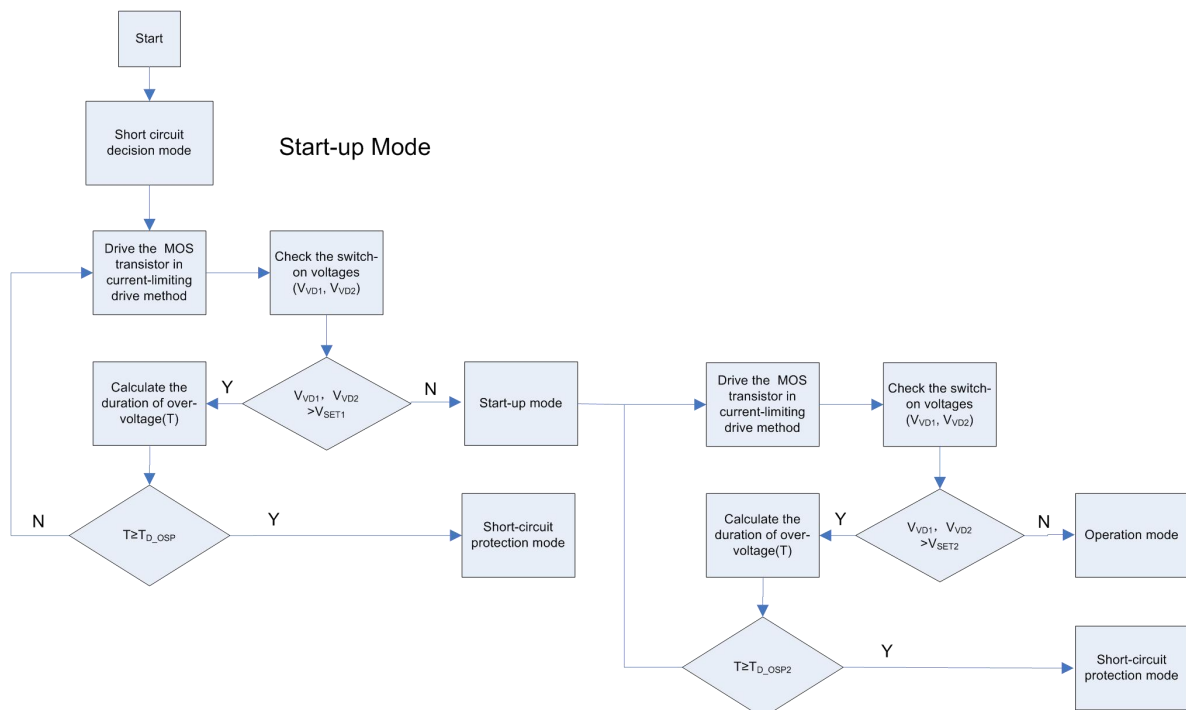 Start
Short circuit
decision mode
Start-up Mode
Drive the MOS
transistor in
current-limiting
drive method
Check the switch-
on voltages
(VVD1, VVD2)
VVD1, VVD2
>VSET1
Y
N
Calculate the
duration of over-
voltage(T)
Start-up mode
T≥TD_OSP
N
Y
Short-circuit
protection mode
Drive the MOS
transistor in
current-limiting
drive method
Check the switch-
on voltages
(VVD1, VVD2)
VVD1, VVD2
>VSET2
Y
N
Calculate the
duration of over-
voltage(T)
Operation mode
T≥TD_OSP2
Y
Short-circuit
protection mode